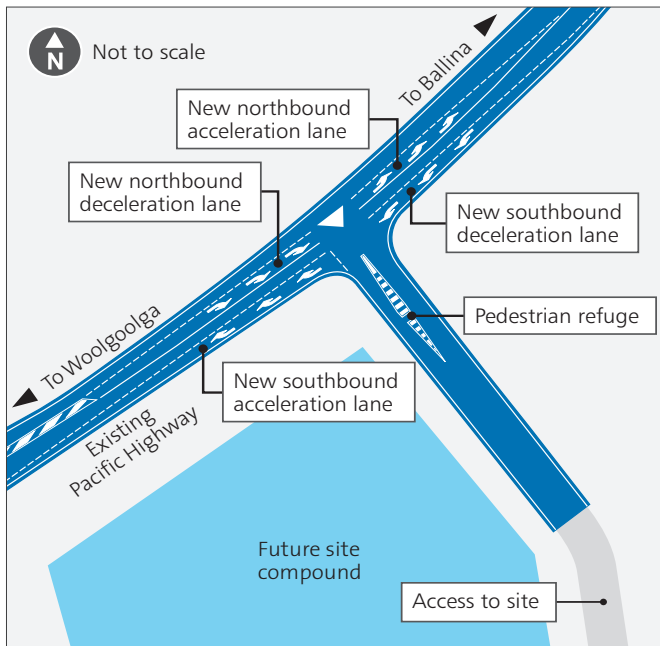 N
Not to scale
To Ballina
New northbound
acceleration lane
New northbound
deceleration lane
New southbound
deceleration lane
Pedestrian refuge
To Woolgoolga
New southbound
acceleration lane
Existing
Pacific Highway
Future site
compound
Access to site